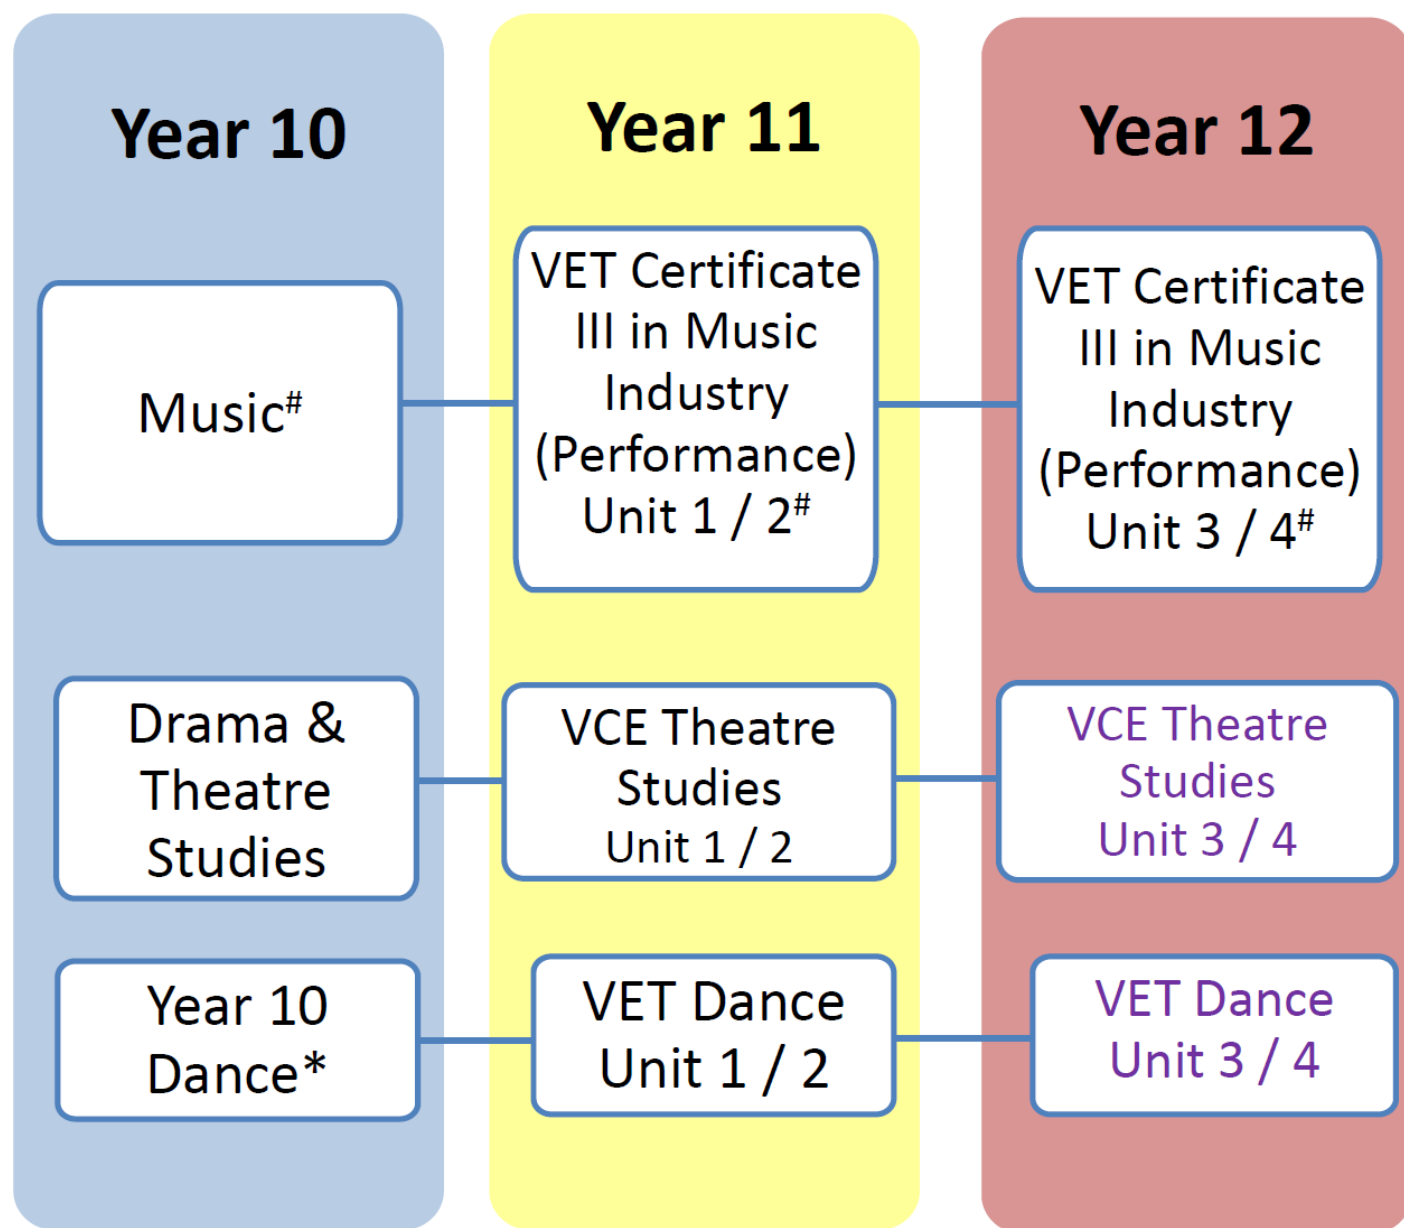 Year 10
Year 11
Year 12
Music#
VET Certificate
III in Music
Industry
(Performance)
Unit 1 / 2#
VET Certificate
III in Music
Industry
(Performance)
Unit 3 / 4#
Drama &
Theatre
Studies
VCE Theatre
Studies
Unit 1 / 2
VCE Theatre
Studies
Unit 3 / 4
Year 10
Dance*
VET Dance
Unit 1 / 2
VET Dance
Unit 3 / 4